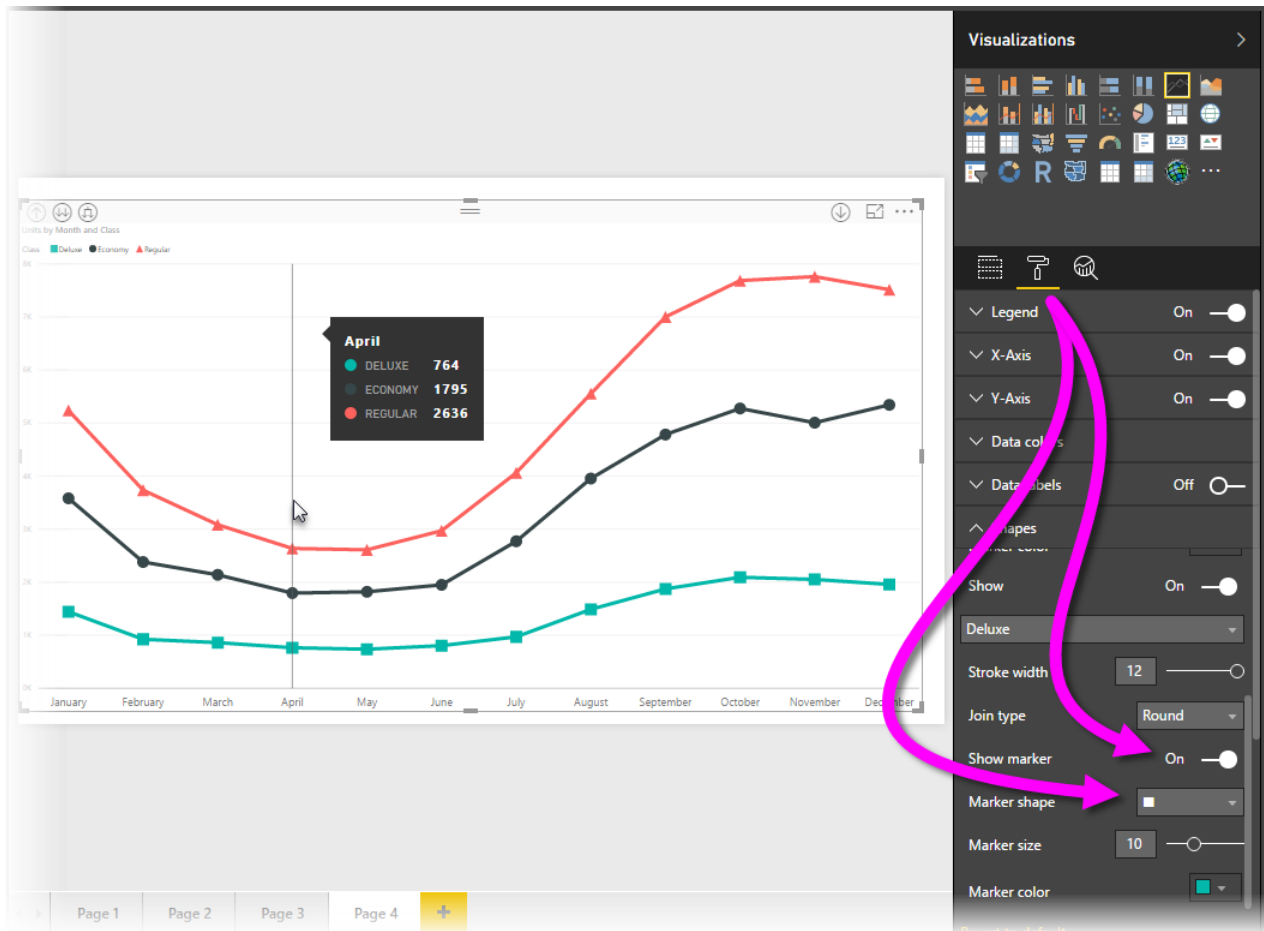 Visualizations
123
R
Units by Month and Class
Class Deluxe Economy Regular
8K
7K
6K
5K
4K
3K
2K
1K
0K
April
DELUXE 764
ECONOMY 1795
REGULAR 2636
January February March April May June July August September October November December
Legend On
X-Axis On
Y-Axis On
Data colors
Data labels Off
Shapes
Marker color
Show On
Deluxe
Stroke width 12
Join type Round
Show marker On
Marker shape
Marker size 10
Marker color
Page 1 Page 2 Page 3 Page 4 +